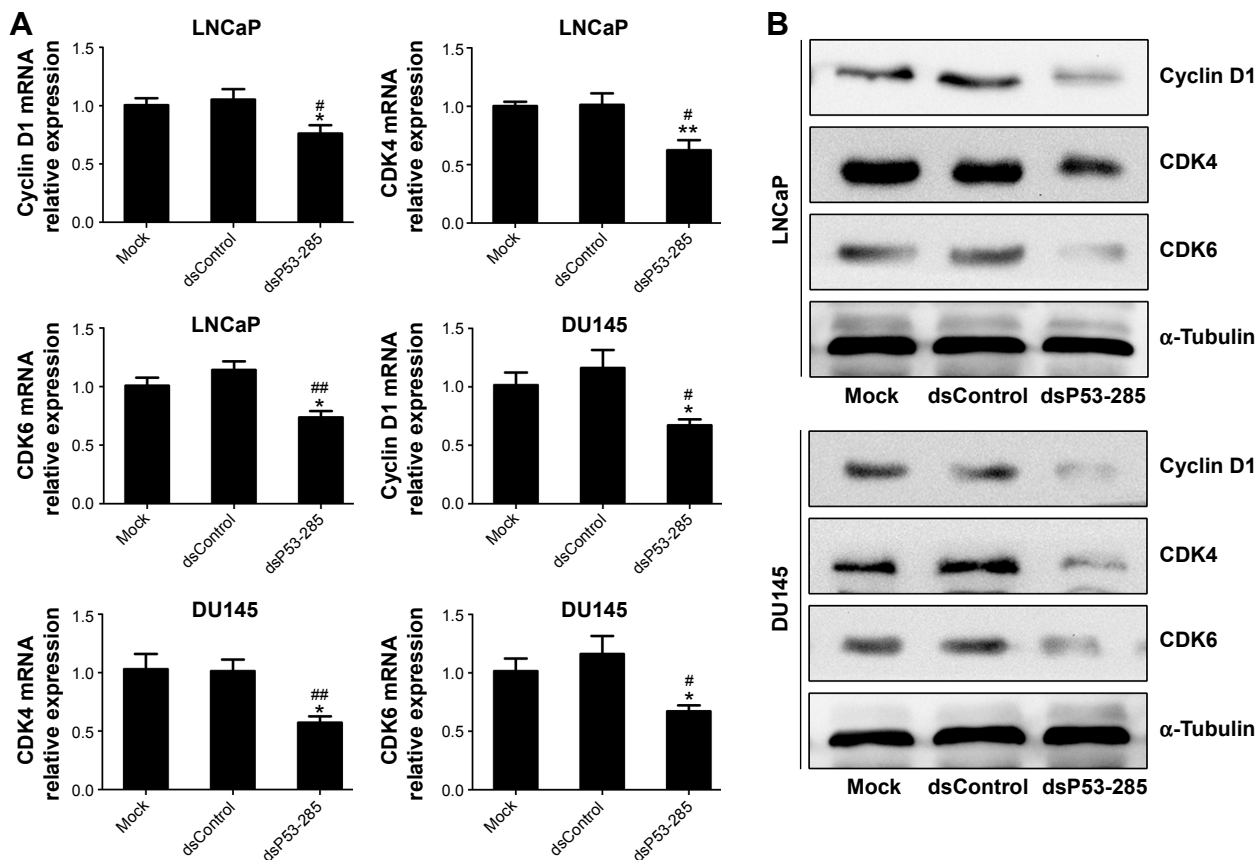 A
LNCaP
Cyclin D1 mRNA
relative expression
1.5
1.0
0.5
0.0
#
*
Mock
dsControl
dsP53-285
LNCaP
CDK4 mRNA
relative expression
1.5
1.0
0.5
0.0
#
**
Mock
dsControl
dsP53-285
LNCaP
CDK6 mRNA
relative expression
1.5
1.0
0.5
0.0
##
*
Mock
dsControl
dsP53-285
DU145
Cyclin D1 mRNA
relative expression
1.5
1.0
0.5
0.0
#
*
Mock
dsControl
dsP53-285
DU145
CDK4 mRNA
relative expression
1.5
1.0
0.5
0.0
##
*
Mock
dsControl
dsP53-285
DU145
CDK6 mRNA
relative expression
1.5
1.0
0.5
0.0
#
*
Mock
dsControl
dsP53-285
B
LNCaP
Cyclin D1
CDK4
CDK6
α-Tubulin
Mock dsControl dsP53-285
DU145
Cyclin D1
CDK4
CDK6
α-Tubulin
Mock dsControl dsP53-285